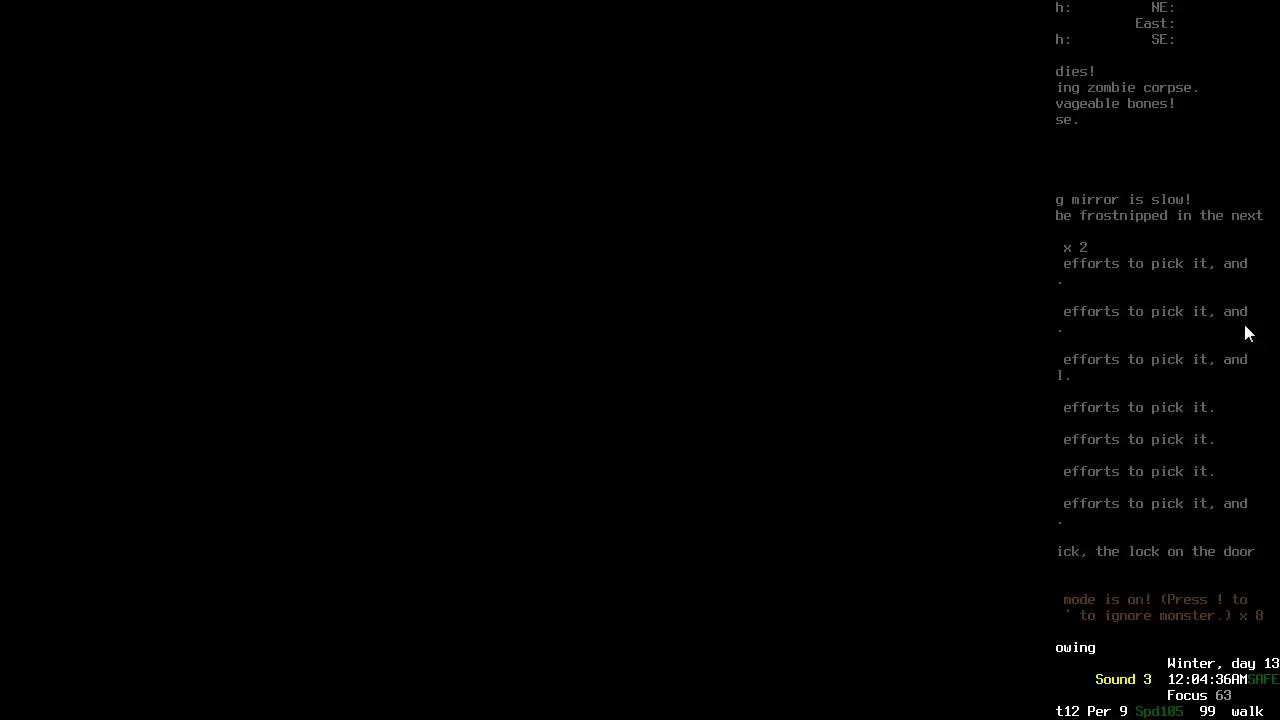 h: NE:
East:
h: SE:
dies!
ing zombie corpse.
vageable bones!
se.
g mirror is slow!
be frostnipped in the next
x 2
efforts to pick it, and
.
efforts to pick it, and
.
efforts to pick it, and
l.
efforts to pick it.
efforts to pick it.
efforts to pick it.
efforts to pick it, and
.
ick, the lock on the door
mode is on! (Press ! to
' to ignore monster.) x 8
owing
Winter, day 13
Sound 3 12:04:36AMSAFE
Focus 63
t12 Per 9 Spd105 99 walk